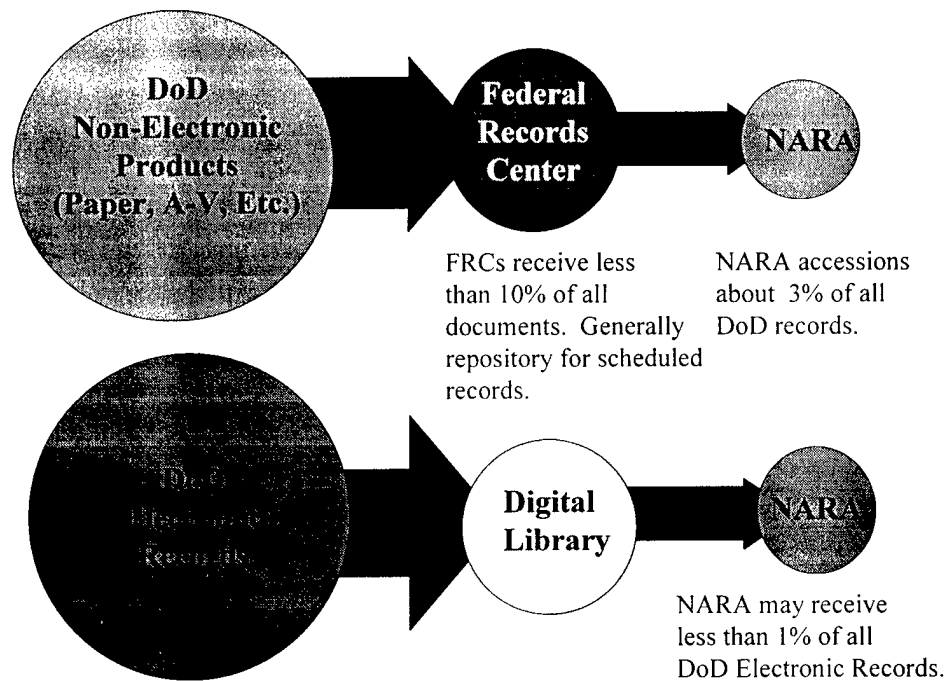 DoD
Non-Electronic
Products
(Paper, A-V, Etc.)
Federal
Records
Center
NARA
FRCs receive less
than 10% of all
documents. Generally
repository for scheduled
records.
NARA accessions
about 3% of all
DoD records.
DoD
Electronic
Records
Digital
Library
NARA
NARA may receive
less than 1% of all
DoD Electronic Records.